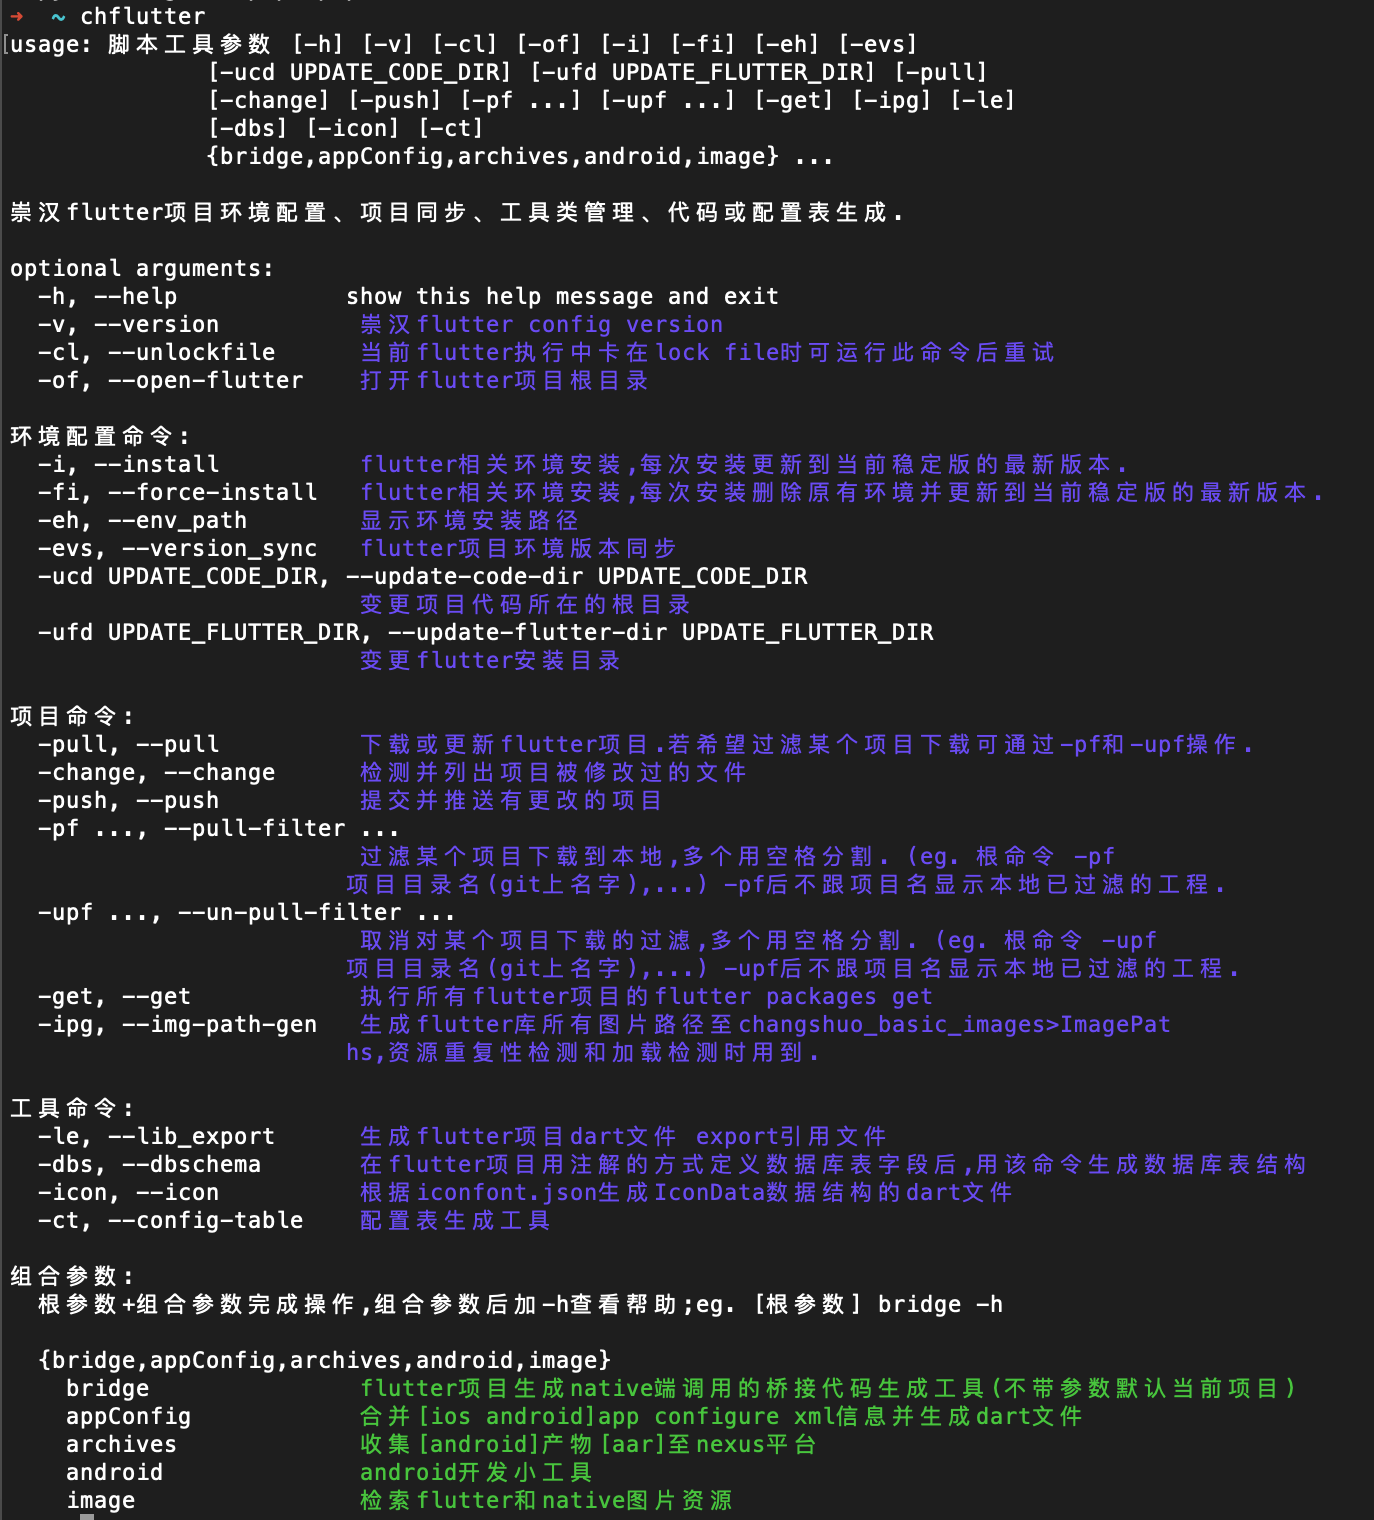 → ~ chflutter
[usage: 脚本工具参数 [-h] [-v] [-cl] [-of] [-i] [-fi] [-eh] [-evs]
[-ucd UPDATE_CODE_DIR] [-ufd UPDATE_FLUTTER_DIR] [-pull]
[-change] [-push] [-pf ...] [-upf ...] [-get] [-ipg] [-le]
[-dbs] [-icon] [-ct]
{bridge,appConfig,archives,android,image} ...
崇汉flutter项目环境配置、项目同步、工具类管理、代码或配置表生成.
optional arguments:
-h, --help show this help message and exit
-v, --version 崇汉flutter config version
-cl, --unlockfile 当前flutter执行中卡在lock file时可运行此命令后重试
-of, --open-flutter 打开flutter项目根目录
环境配置命令:
-i, --install flutter相关环境安装,每次安装更新到当前稳定版的最新版本.
-fi, --force-install flutter相关环境安装,每次安装删除原有环境并更新到当前稳定版的最新版本.
-eh, --env_path 显示环境安装路径
-evs, --version_sync flutter项目环境版本同步
-ucd UPDATE_CODE_DIR, --update-code-dir UPDATE_CODE_DIR
变更项目代码所在的根目录
-ufd UPDATE_FLUTTER_DIR, --update-flutter-dir UPDATE_FLUTTER_DIR
变更flutter安装目录
项目命令:
-pull, --pull 下载或更新flutter项目.若希望过滤某个项目下载可通过-pf和-upf操作.
-change, --change 检测并列出项目被修改过的文件
-push, --push 提交并推送有更改的项目
-pf ..., --pull-filter ...
过滤某个项目下载到本地,多个用空格分割. (eg. 根命令 -pf
项目目录名(git上名字),...) -pf后不跟项目名显示本地已过滤的工程.
-upf ..., --un-pull-filter ...
取消对某个项目下载的过滤,多个用空格分割. (eg. 根命令 -upf
项目目录名(git上名字),...) -upf后不跟项目名显示本地已过滤的工程.
-get, --get 执行所有flutter项目的flutter packages get
-ipg, --img-path-gen 生成flutter库所有图片路径至changshuo_basic_images>ImagePat
hs,资源重复性检测和加载检测时用到.
工具命令:
-le, --lib_export 生成flutter项目dart文件 export引用文件
-dbs, --dbschema 在flutter项目用注解的方式定义数据库表字段后,用该命令生成数据库表结构
-icon, --icon 根据iconfont.json生成IconData数据结构的dart文件
-ct, --config-table 配置表生成工具
组合参数:
根参数+组合参数完成操作,组合参数后加-h查看帮助;eg. [根参数] bridge -h
{bridge,appConfig,archives,android,image}
bridge flutter项目生成native端调用的桥接代码生成工具(不带参数默认当前项目)
appConfig 合并[ios android]app configure xml信息并生成dart文件
archives 收集[android]产物[aar]至nexus平台
android android开发小工具
image 检索flutter和native图片资源